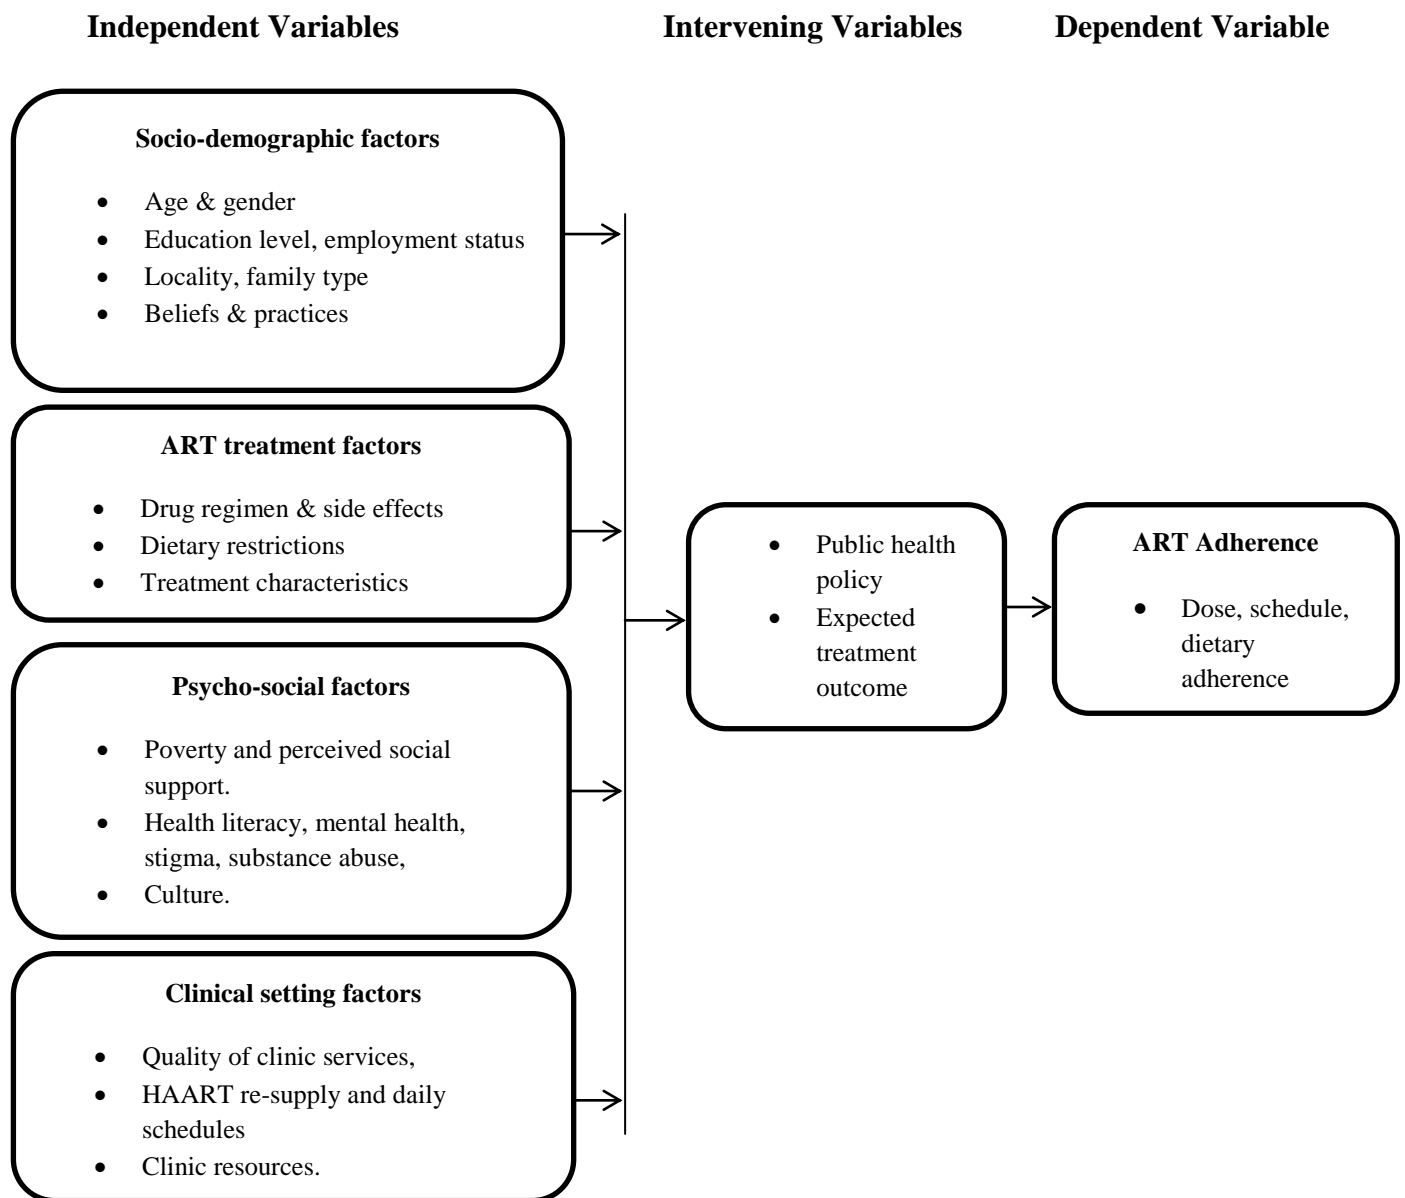 Independent Variables
Intervening Variables
Dependent Variable
Socio-demographic factors
• Age & gender
• Education level, employment status
• Locality, family type
• Beliefs & practices
ART treatment factors
• Drug regimen & side effects
• Dietary restrictions
• Treatment characteristics
Psycho-social factors
• Poverty and perceived social
support.
• Health literacy, mental health,
stigma, substance abuse,
• Culture.
Clinical setting factors
• Quality of clinic services,
• HAART re-supply and daily
schedules
• Clinic resources.
• Public health
policy
• Expected
treatment
outcome
ART Adherence
• Dose, schedule,
dietary
adherence